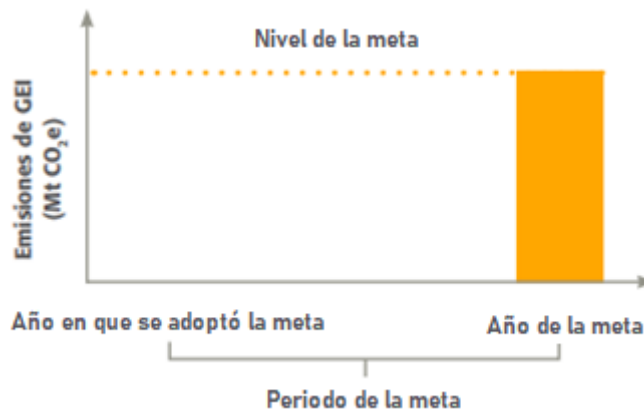 Nivel de la meta
Emisiones de GEI
(Mt CO₂e)
Año en que se adoptó la meta
Año de la meta
Periodo de la meta